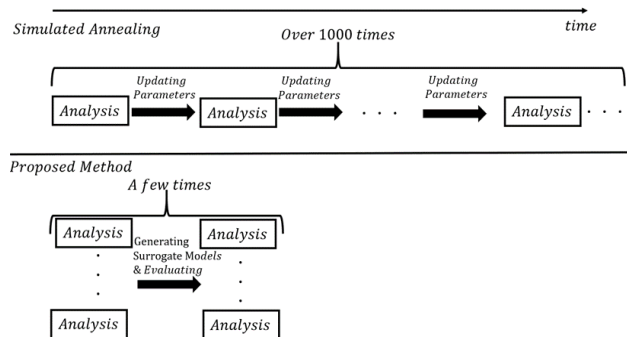 Simulated Annealing
time
Over 1000 times
Updating
Parameters
Updating
Parameters
Updating
Parameters
Analysis
Analysis
. . .
Analysis
. . .
Proposed Method
A few times
Analysis
Analysis
Generating
Surrogate Models
& Evaluating
Analysis
Analysis